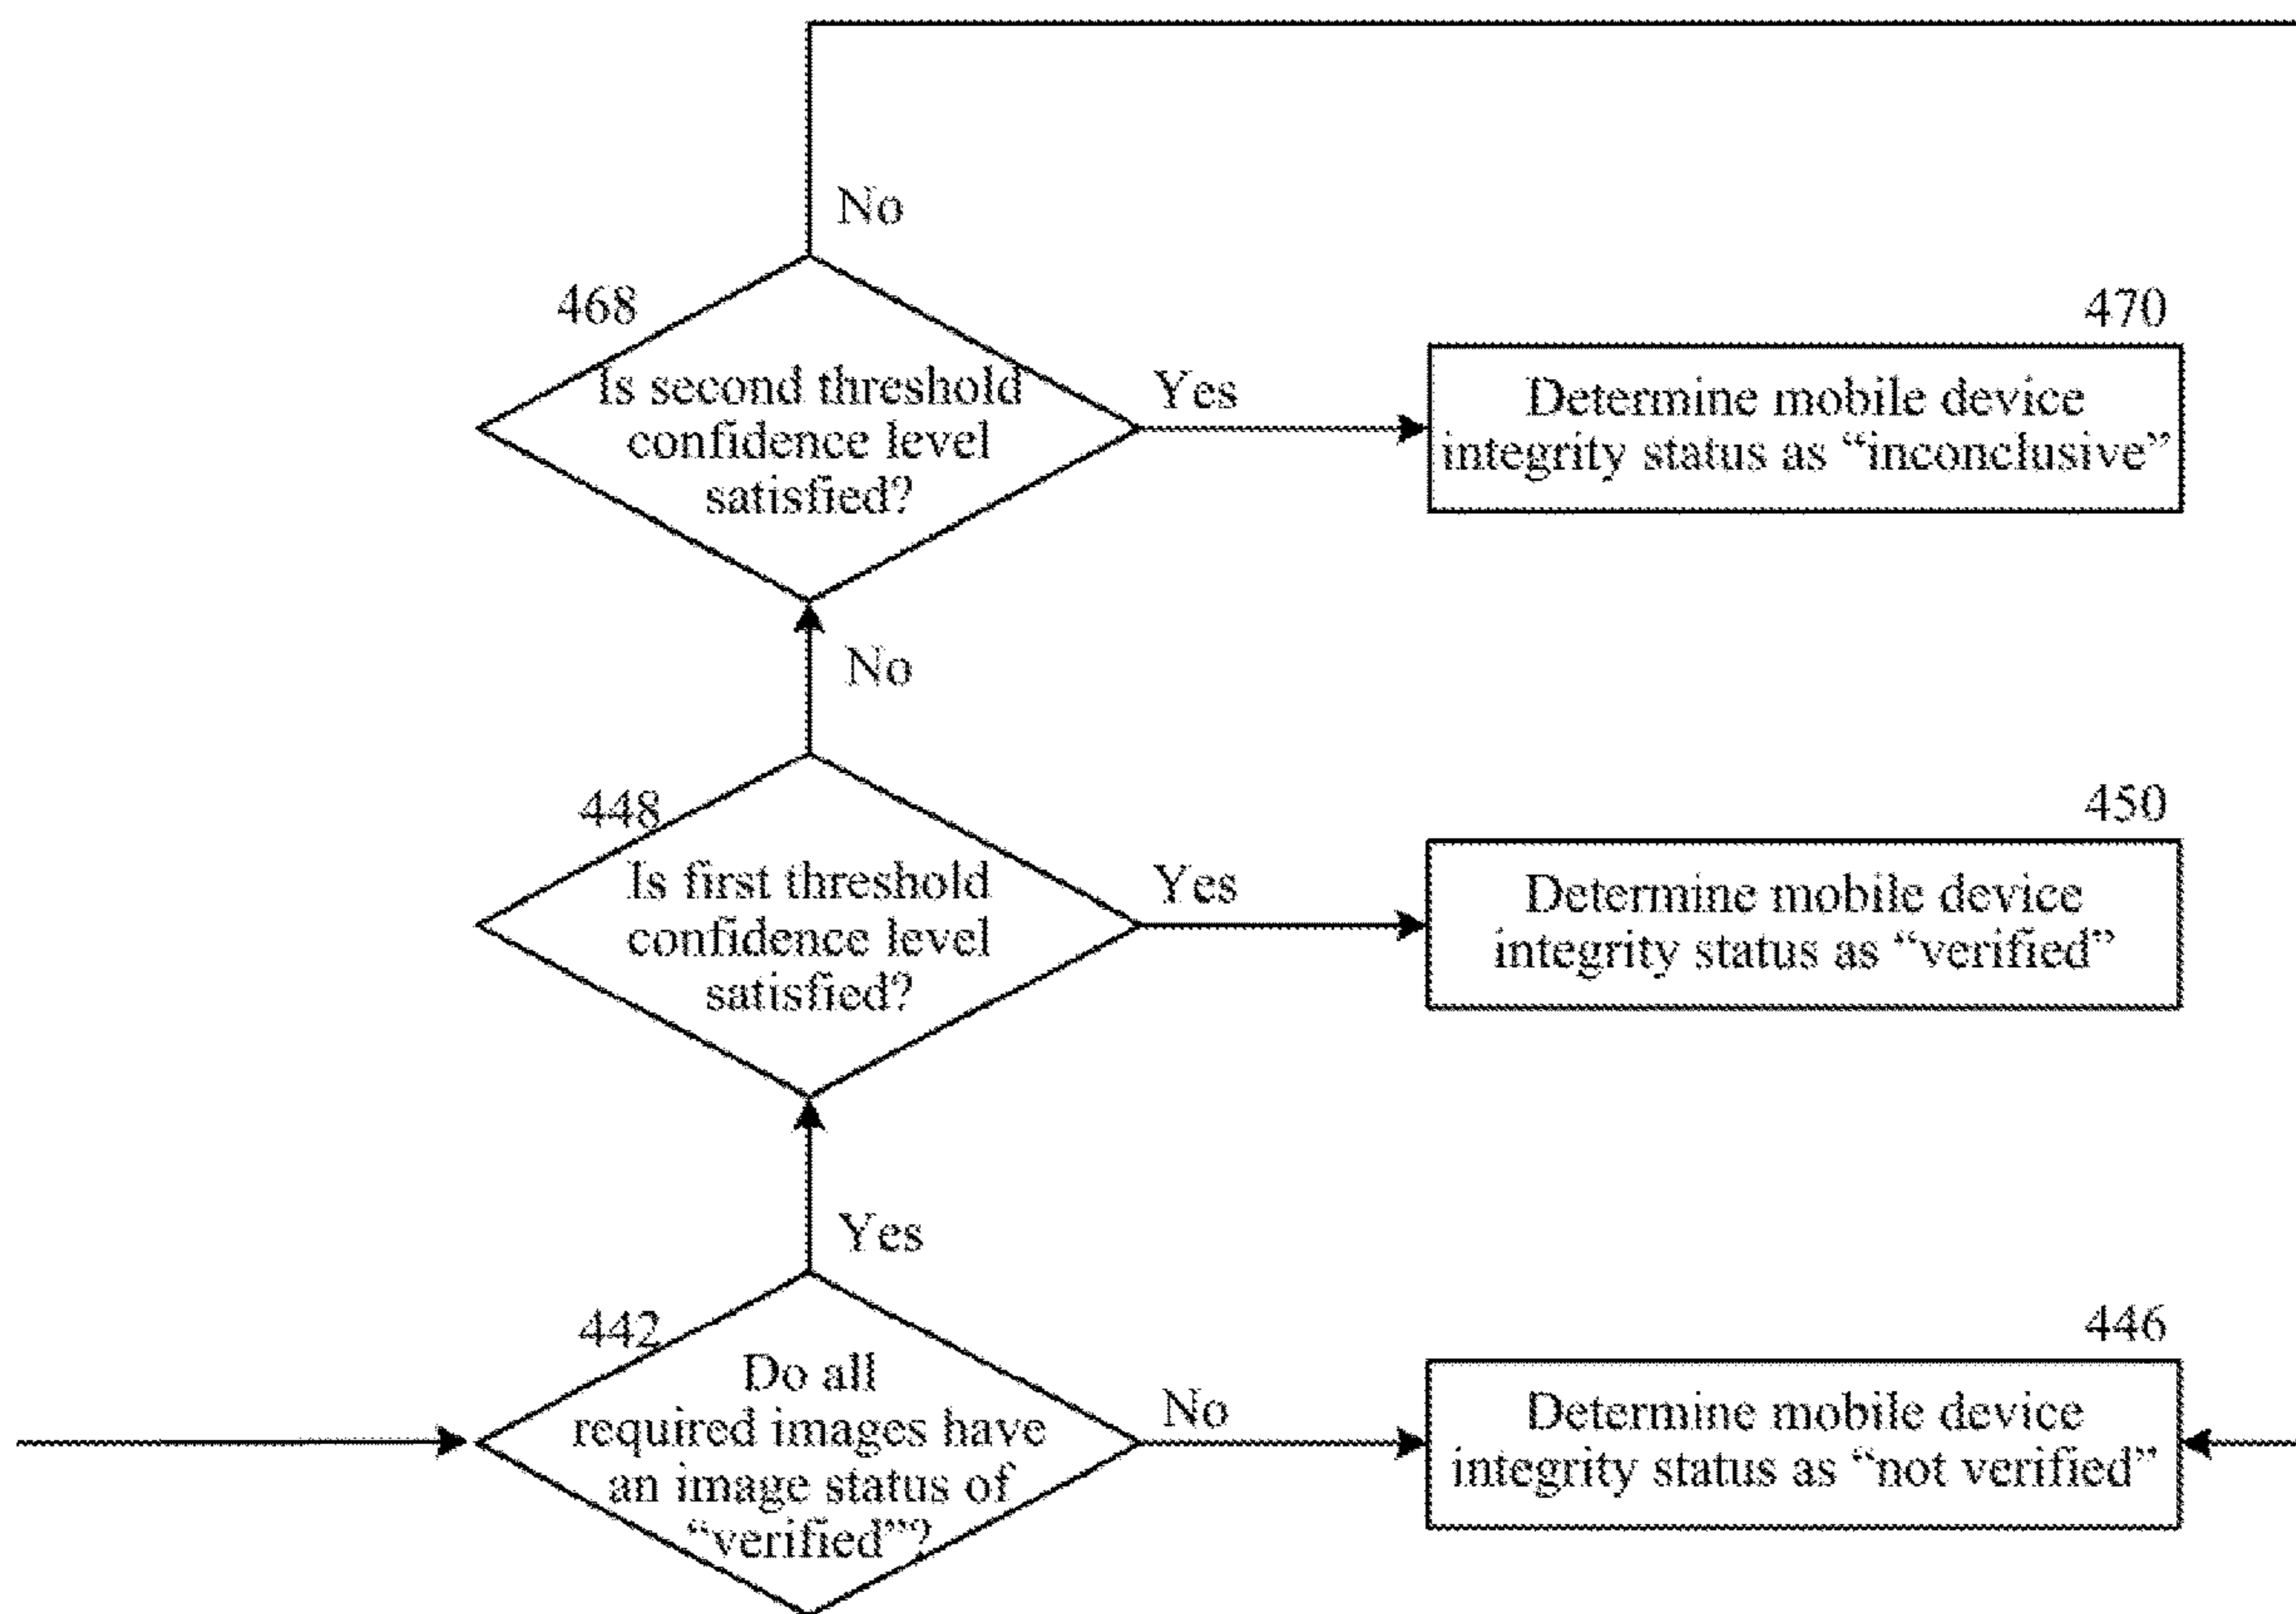 No
468
Is second threshold
confidence level
satisfied?
Yes
470
Determine mobile device
integrity status as “inconclusive”
No
448
Is first threshold
confidence level
satisfied?
Yes
450
Determine mobile device
integrity status as “verified”
Yes
442
Do all
required images have
an image status of
“verified”?
No
446
Determine mobile device
integrity status as “not verified”